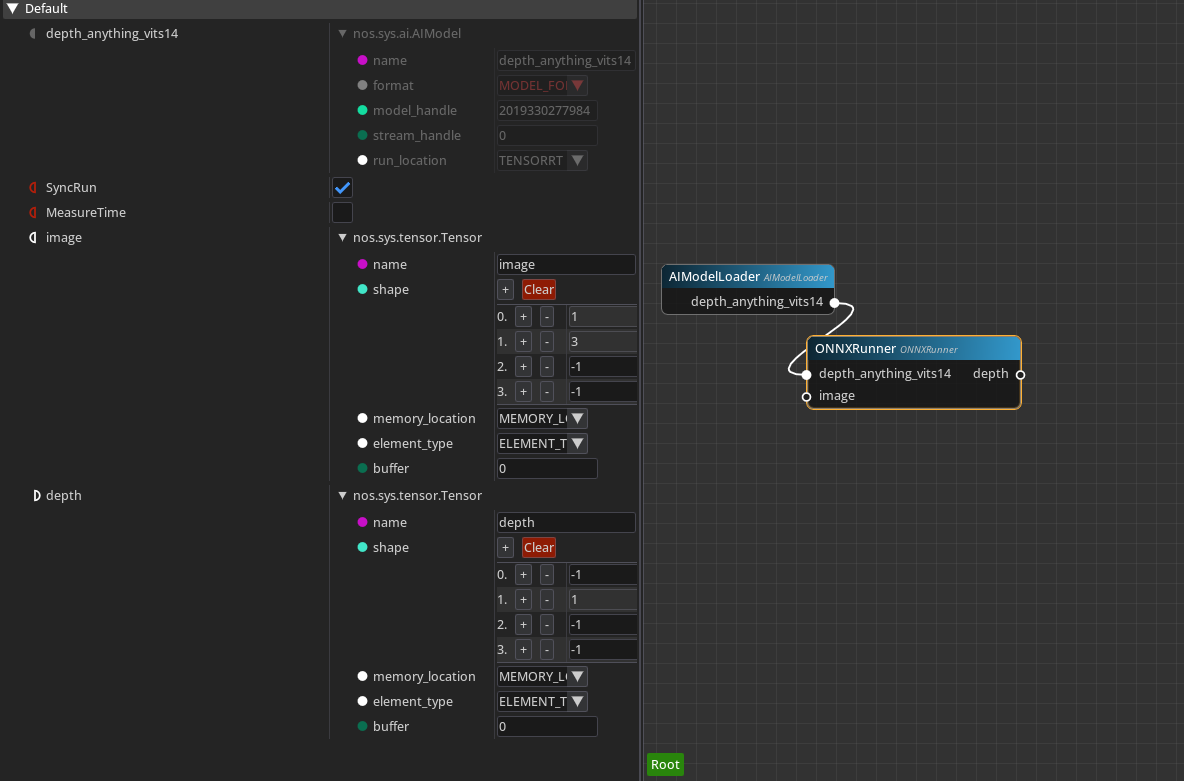 Default
depth_anything_vits14
nos.sys.ai.AIModel
name depth_anything_vits14
format MODEL_FO
model_handle 2019330277984
stream_handle 0
run_location TENSORRT
SyncRun
MeasureTime
image nos.sys.tensor.Tensor
name image
shape + Clear
0. + - 1
1. + - 3
2. + - -1
3. + - -1
memory_location MEMORY_L
element_type ELEMENT_T
buffer 0
depth nos.sys.tensor.Tensor
name depth
shape + Clear
0. + - -1
1. + - 1
2. + - -1
3. + - -1
memory_location MEMORY_L
element_type ELEMENT_T
buffer 0
AIModelLoader AIModelLoader
depth_anything_vits14
ONNXRunner ONNXRunner
depth_anything_vits14 depth
image
Root